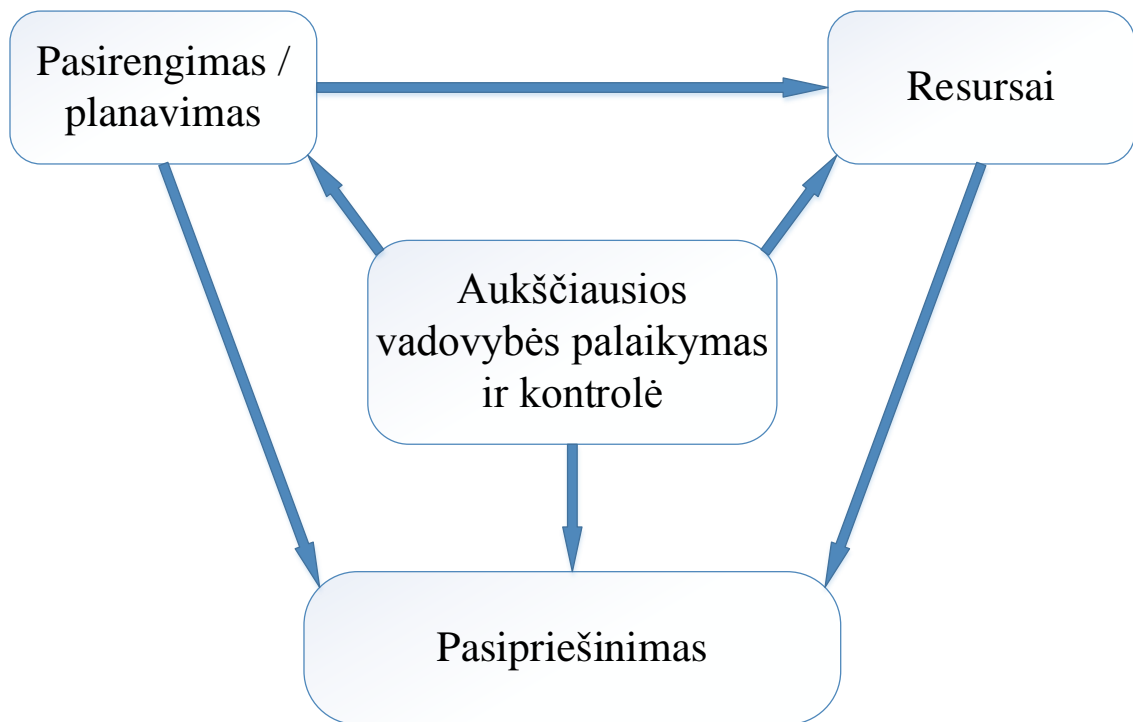 Pasirengimas /
planavimas
Resursai
Aukščiausios
vadovybės palaikymas
ir kontrolė
Pasipriešinimas